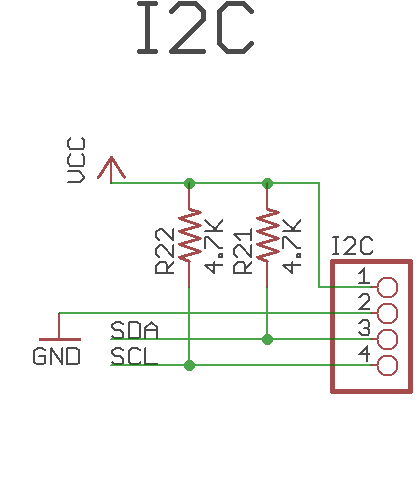 I2C
VCC
R22
4.7K
R21
4.7K
I2C
1
2
3
4
SDA
SCL
GND